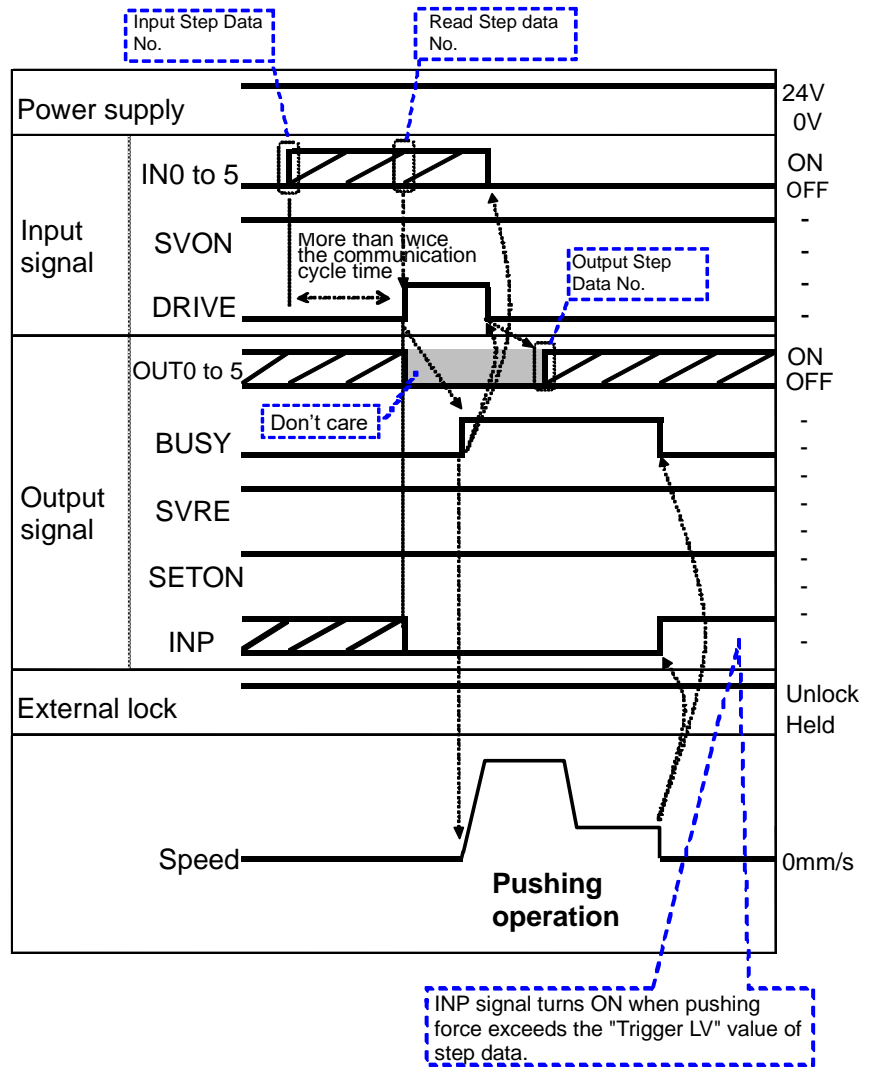 Input Step Data
No.
Read Step data
No.
Power supply
24V
0V
Input
signal
IN0 to 5
ON
OFF
SVON
-
-
More than twice
the communication
cycle time
DRIVE
-
-
Output Step
Data No.
Output
signal
OUT0 to 5
ON
OFF
Don't care
BUSY
-
-
SVRE
-
-
SETON
-
-
INP
-
-
External lock
Unlock
Held
Speed
0mm/s
Pushing
operation
INP signal turns ON when pushing
force exceeds the "Trigger LV" value of
step data.